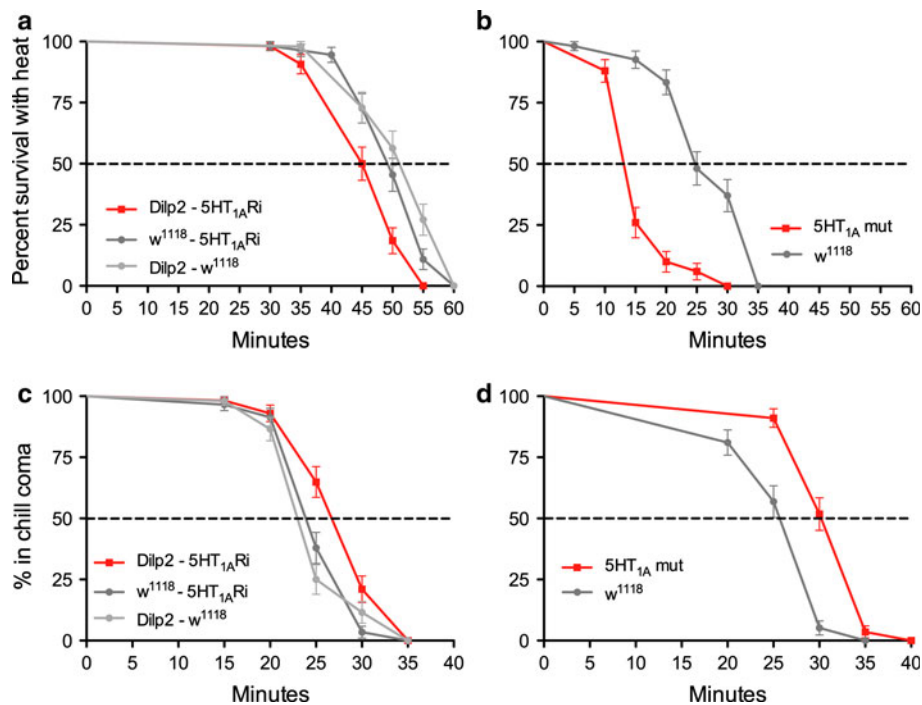 a
Percent survival with heat s
100
75
50
25
0
Dilp2 - 5HT1ARi
w1118 - 5HT1ARi
Dilp2 - w1118
0 5 10 15 20 25 30 35 40 45 50 55 60
Minutes
b
100
75
50
25
0
5HT1A mut
w1118
0 5 10 15 20 25 30 35 40 45 50 55 60
Minutes
c
% in chill coma
100
75
50
25
0
Dilp2 - 5HT1ARi
w1118 - 5HT1ARi
Dilp2 - w1118
0 5 10 15 20 25 30 35 40
Minutes
d
100
75
50
25
0
5HT1A mut
w1118
0 5 10 15 20 25 30 35 40
Minutes